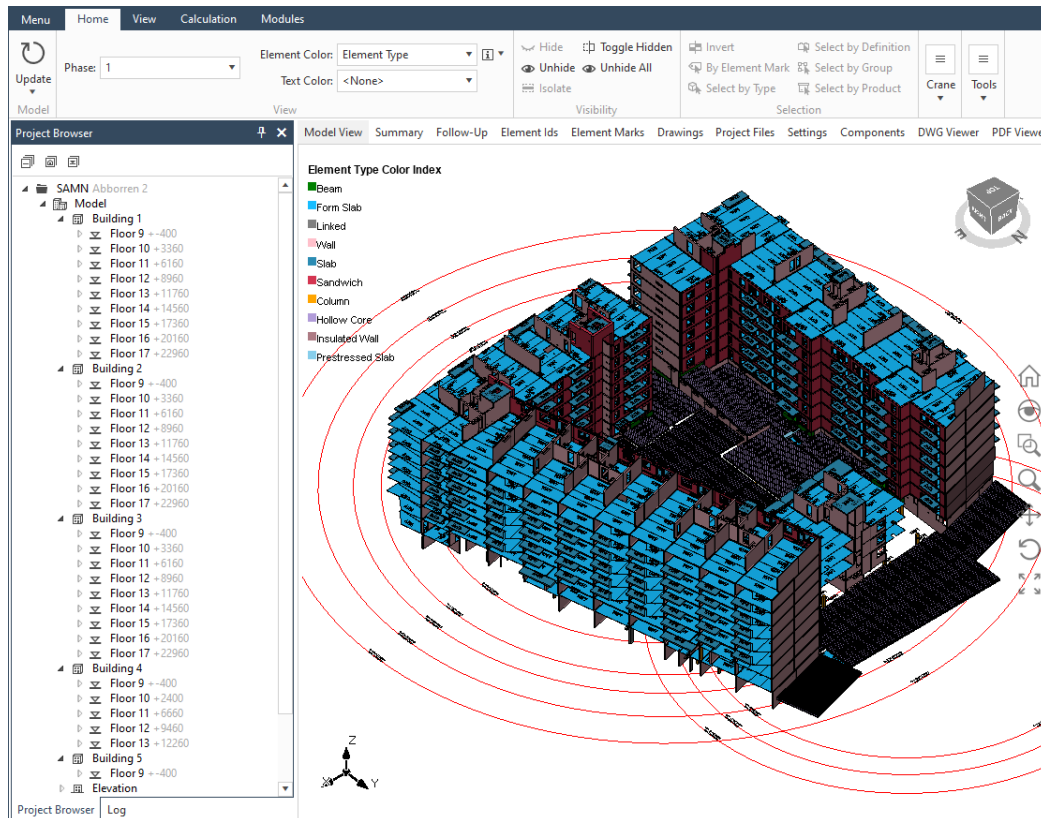 Menu Home View Calculation Modules
Update
Model
Phase: 1
Element Color: Element Type
Text Color: <None>
View
Hide Toggle Hidden
Unhide Unhide All
Isolate
Visibility
Invert Select by Definition
By Element Mark Select by Group
Select by Type Select by Product
Selection
Crane
Tools
Project Browser
SAMN Abborren 2
Model
Building 1
Floor 9 +-400
Floor 10 +3360
Floor 11 +6160
Floor 12 +8960
Floor 13 +11760
Floor 14 +14560
Floor 15 +17360
Floor 16 +20160
Floor 17 +22960
Building 2
Floor 9 +-400
Floor 10 +3360
Floor 11 +6160
Floor 12 +8960
Floor 13 +11760
Floor 14 +14560
Floor 15 +17360
Floor 16 +20160
Floor 17 +22960
Building 3
Floor 9 +-400
Floor 10 +3360
Floor 11 +6160
Floor 12 +8960
Floor 13 +11760
Floor 14 +14560
Floor 15 +17360
Floor 16 +20160
Floor 17 +22960
Building 4
Floor 9 +-400
Floor 10 +2400
Floor 11 +6660
Floor 12 +9460
Floor 13 +12260
Building 5
Floor 9 +-400
Elevation
Project Browser Log
Model View Summary Follow-Up Element Ids Element Marks Drawings Project Files Settings Components DWG Viewer PDF Viewe
Element Type Color Index
Beam
Form Slab
Linked
Wall
Slab
Sandwich
Column
Hollow Core
Insulated Wall
Prestressed Slab
TOP
BACK
E
N
Z
X
Y